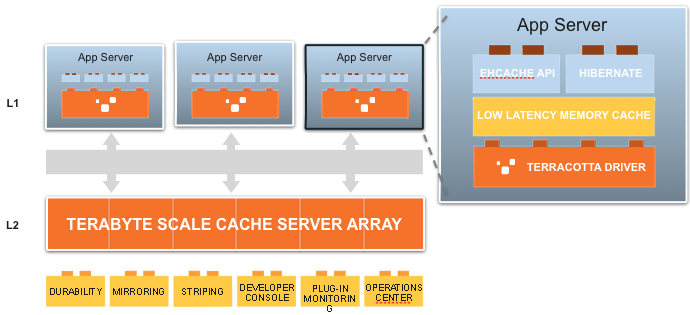 App Server
App Server
App Server
L1
App Server
EHCACHE API
HIBERNATE
LOW LATENCY MEMORY CACHE
TERRACOTTA DRIVER
L2
TERABYTE SCALE CACHE SERVER ARRAY
DURABILITY
MIRRORING
STRIPING
DEVELOPER
CONSOLE
PLUG-IN
MONITORIN
G
OPERATIONS
CENTER